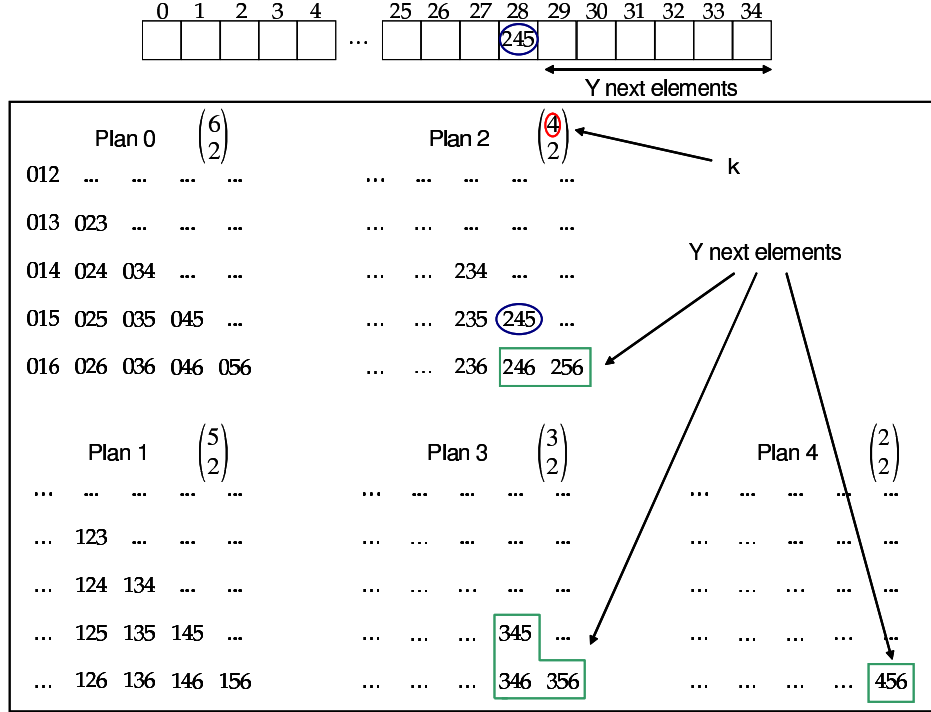 0 1 2 3 4 25 26 27 28 29 30 31 32 33 34
... 245
Y next elements
Plan 0 (6 2) Plan 2 (4 2)
k
012 ... ... ... ... ... ... ... ... ...
013 023 ... ... ... ... ... ... ... ...
Y next elements
014 024 034 ... ... ... ... 234 ... ...
015 025 035 045 ... ... ... 235 245 ...
016 026 036 046 056 ... ... 236 246 256
Plan 1 (5 2) Plan 3 (3 2) Plan 4 (2 2)
... ... ... ... ... ... ... ... ... ... ... ... ... ... ...
... 123 ... ... ... ... ... ... ... ... ... ... ... ... ...
... 124 134 ... ... ... ... ... ... ... ... ... ... ... ...
... 125 135 145 ... ... ... ... 345 ... ... ... ... ... ...
... 126 136 146 156 ... ... ... 346 356 ... ... ... ... 456